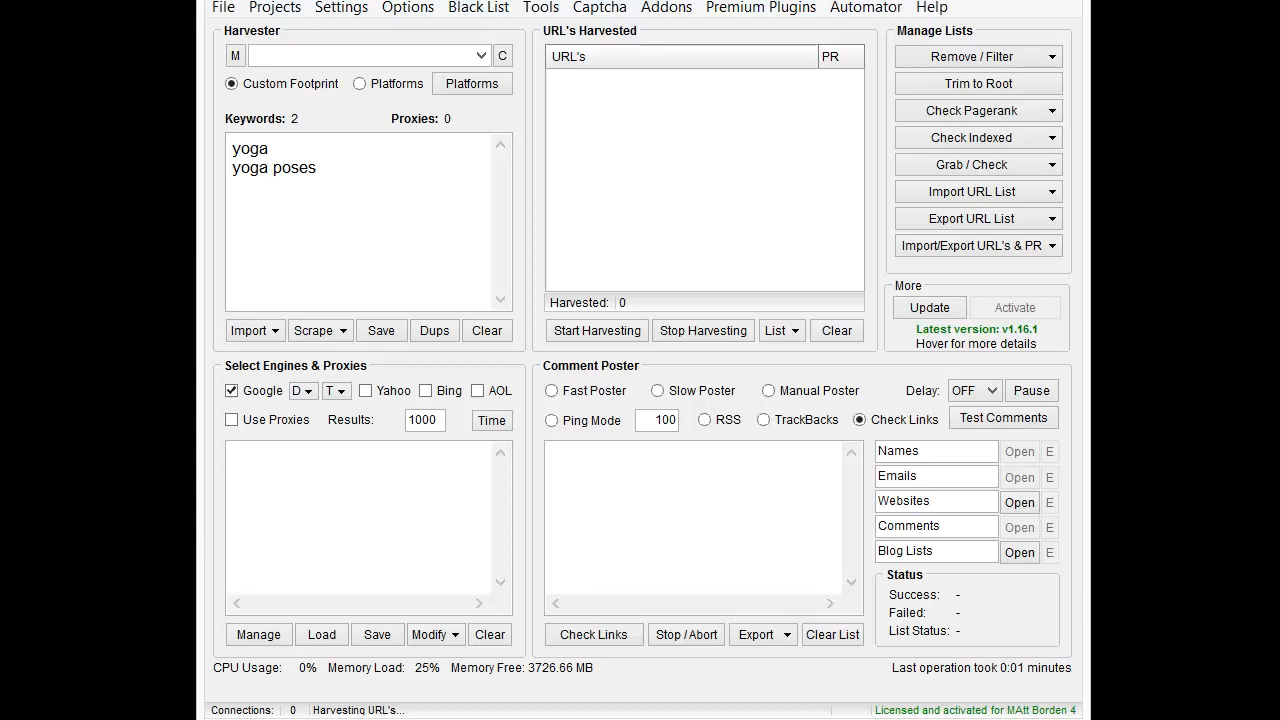 File Projects Settings Options Black List Tools Captcha Addons Premium Plugins Automator Help
Harvester
M C
Custom Footprint Platforms Platforms
Keywords: 2 Proxies: 0
yoga
yoga poses
Import Scrape Save Dups Clear
URL's Harvested
URL's PR
Harvested: 0
Start Harvesting Stop Harvesting List Clear
Manage Lists
Remove / Filter
Trim to Root
Check Pagerank
Check Indexed
Grab / Check
Import URL List
Export URL List
Import/Export URL's & PR
More
Update Activate
Latest version: v1.16.1
Hover for more details
Select Engines & Proxies
Google D T Yahoo Bing AOL
Use Proxies Results: 1000 Time
Manage Load Save Modify Clear
Comment Poster
Fast Poster Slow Poster Manual Poster Delay: OFF Pause
Ping Mode 100 RSS TrackBacks Check Links Test Comments
Names Open E
Emails Open E
Websites Open E
Comments Open E
Blog Lists Open E
Status
Success: -
Failed: -
List Status: -
Check Links Stop / Abort Export Clear List
CPU Usage: 0% Memory Load: 25% Memory Free: 3726.66 MB Last operation took 0:01 minutes
Connections: 0 Harvesting URL's... Licensed and activated for MAtt Borden 4